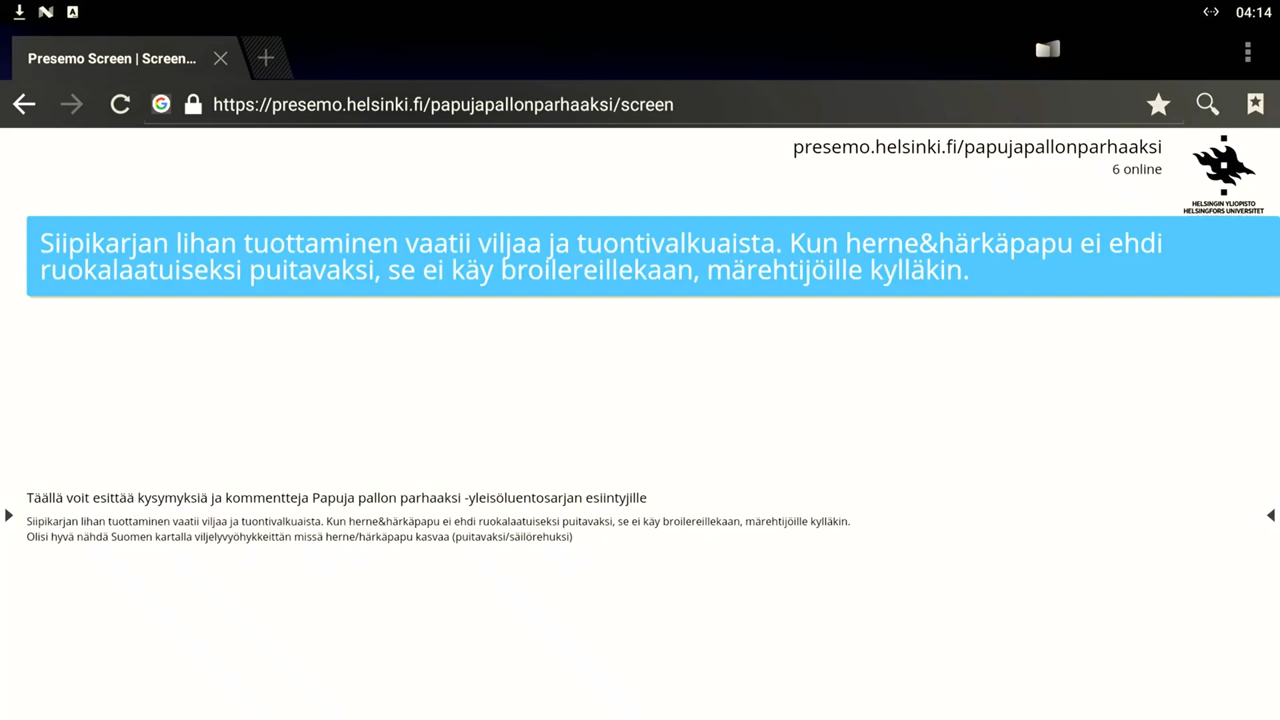 04:14
Presemo Screen | Screen...
https://presemo.helsinki.fi/papujapallonparhaaksi/screen
presemo.helsinki.fi/papujapallonparhaaksi
6 online
HELSINGIN YLIOPISTO
HELSINGFORS UNIVERSITET
Siipikarjan lihan tuottaminen vaatii viljaa ja tuontivalkuaista. Kun herne&härkäpapu ei ehdi
ruokalaatuiseksi puitavaksi, se ei käy broilereillekaan, märehtijöille kylläkin.
Täällä voit esittää kysymyksiä ja kommentteja Papuja pallon parhaaksi -yleisöluentosarjan esiintyjille
Siipikarjan lihan tuottaminen vaatii viljaa ja tuontivalkuaista. Kun herne&härkäpapu ei ehdi ruokalaatuiseksi puitavaksi, se ei käy broilereillekaan, märehtijöille kylläkin.
Olisi hyvä nähdä Suomen kartalla viljelyvyöhykkeittän missä herne/härkäpapu kasvaa (puitavaksi/säilörehuksi)